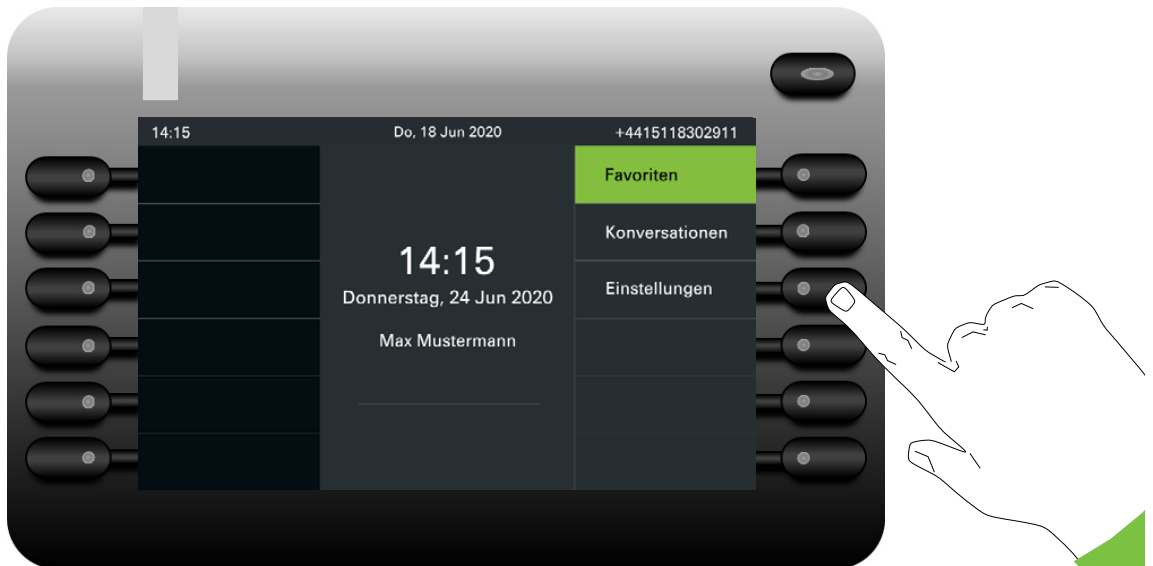 14:15 Do, 18 Jun 2020 +4415118302911
Favoriten
Konversationen
14:15
Donnerstag, 24 Jun 2020
Einstellungen
Max Mustermann